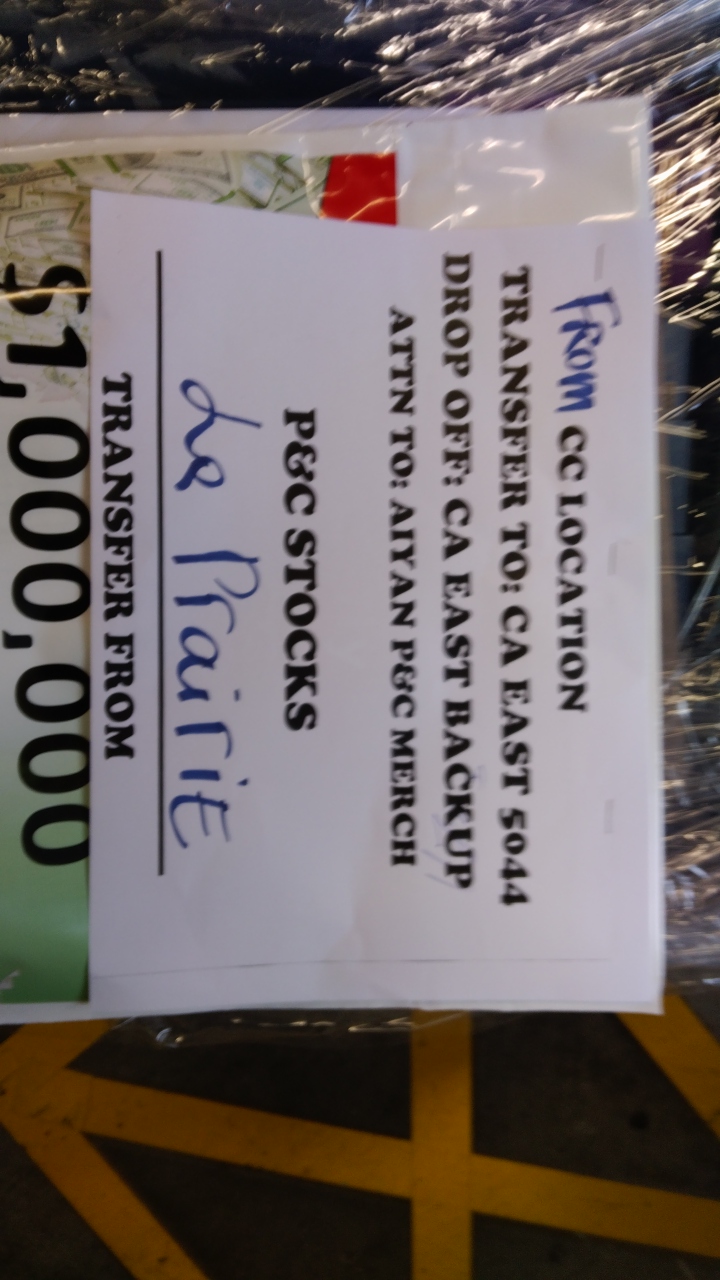 From CC LOCATION
TRANSFER TO: CA EAST 5044
DROP OFF: CA EAST BACKUP
ATTN TO: AIYAN P&C MERCH
P&C STOCKS
La Prairie
TRANSFER FROM
$1,000,000